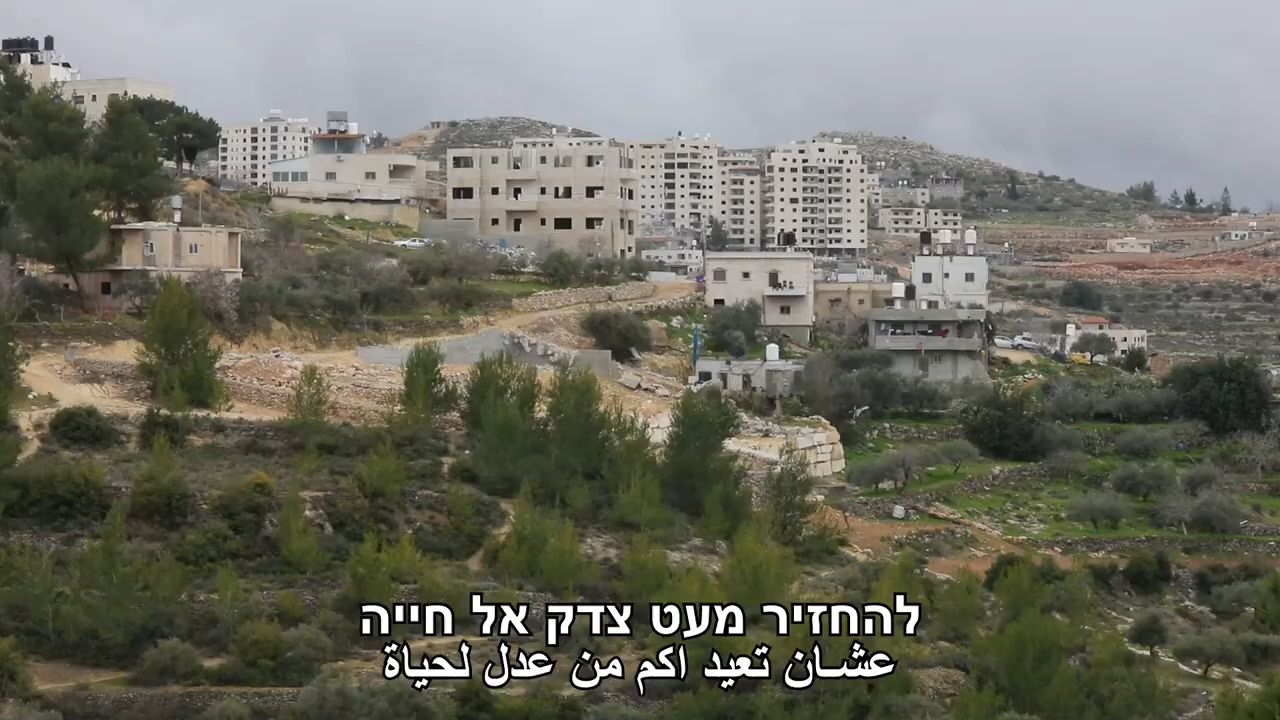 להחזיר מעט צדק אל חייה
عشان تعيد اكم من عدل لحياة